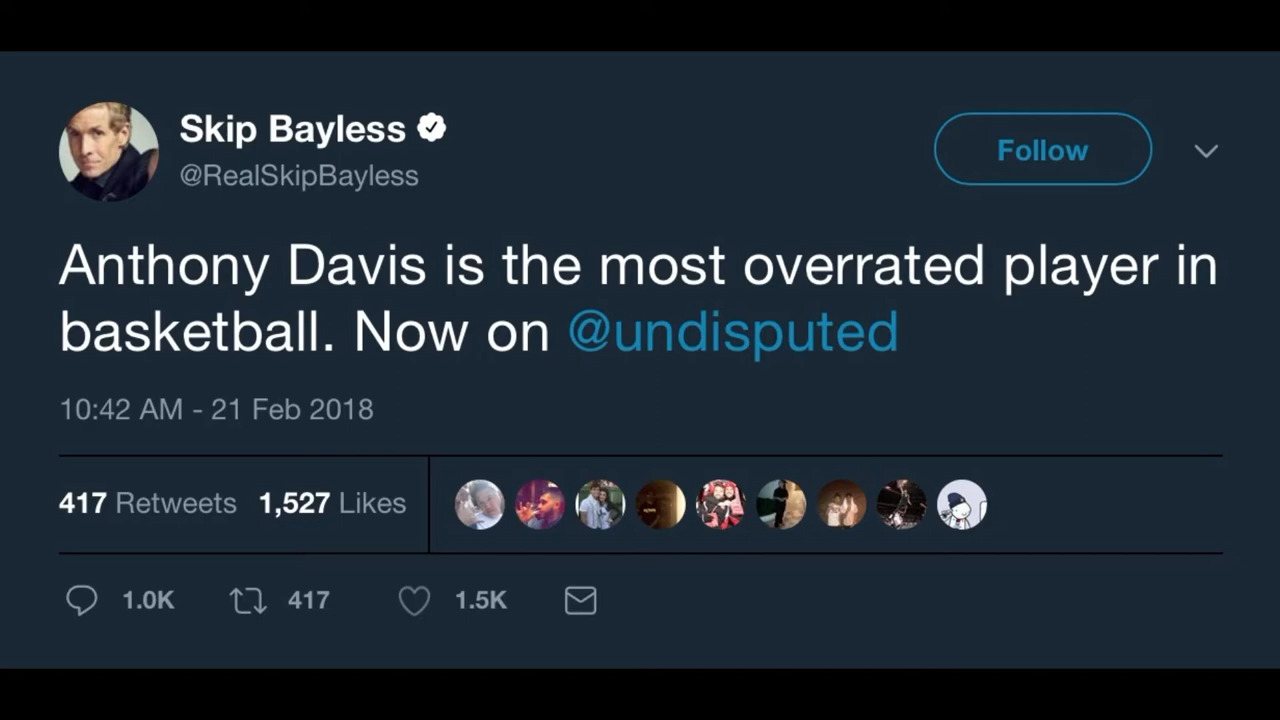 Skip Bayless
@RealSkipBayless
Follow
Anthony Davis is the most overrated player in
basketball. Now on @undisputed
10:42 AM - 21 Feb 2018
417 Retweets 1,527 Likes
1.0K 417 1.5K